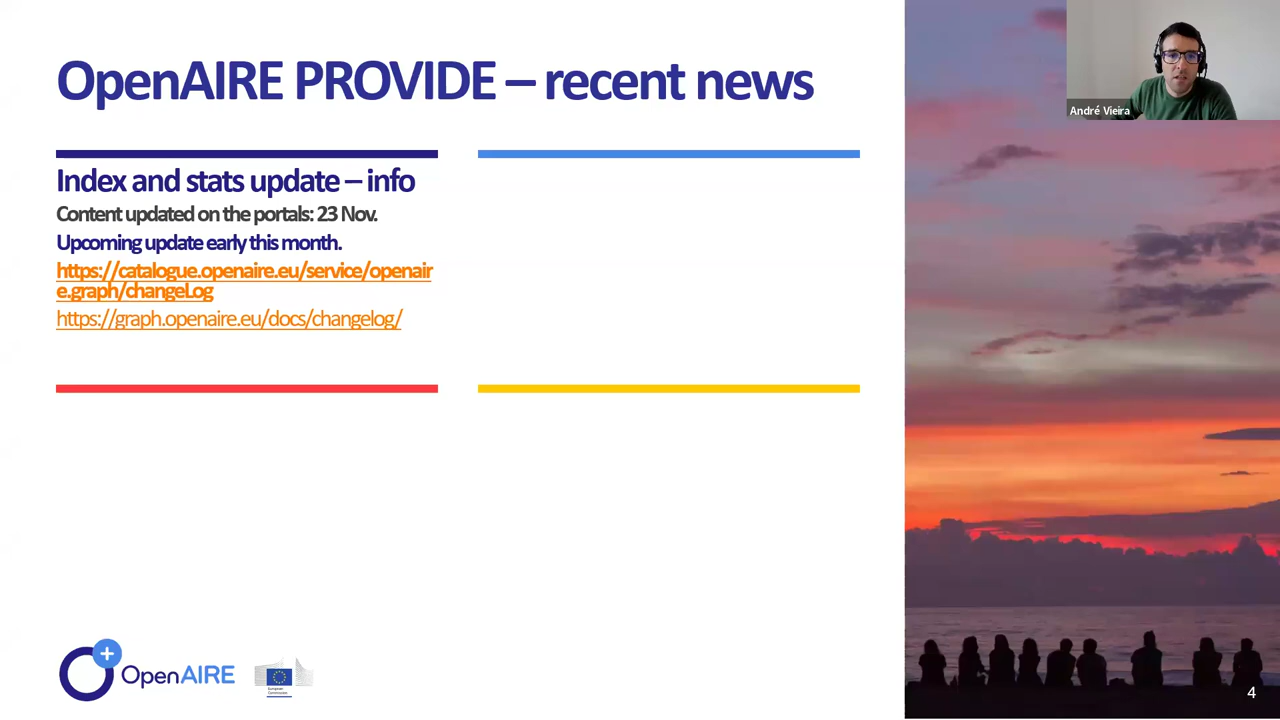 OpenAIRE PROVIDE – recent news
André Vieira
Index and stats update – info
Content updated on the portals: 23 Nov.
Upcoming update early this month.
https://catalogue.openaire.eu/service/openair
e.graph/changeLog
https://graph.openaire.eu/docs/changelog/
OpenAIRE
European
Commission
4